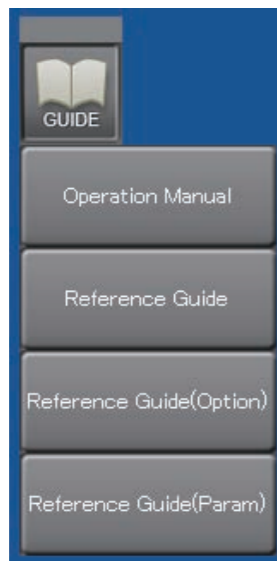 GUIDE
Operation Manual
Reference Guide
Reference Guide(Option)
Reference Guide(Param)